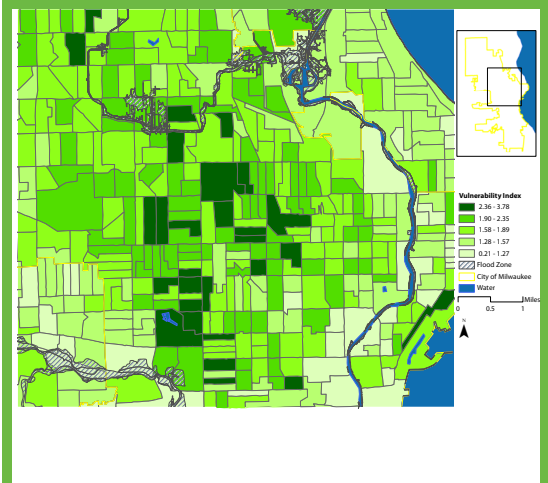 Vulnerability Index
2.36 - 3.78
1.90 - 2.35
1.58 - 1.89
1.28 - 1.57
0.21 - 1.27
Flood Zone
City of Milwaukee
Water
0 0.5 1 Miles
N